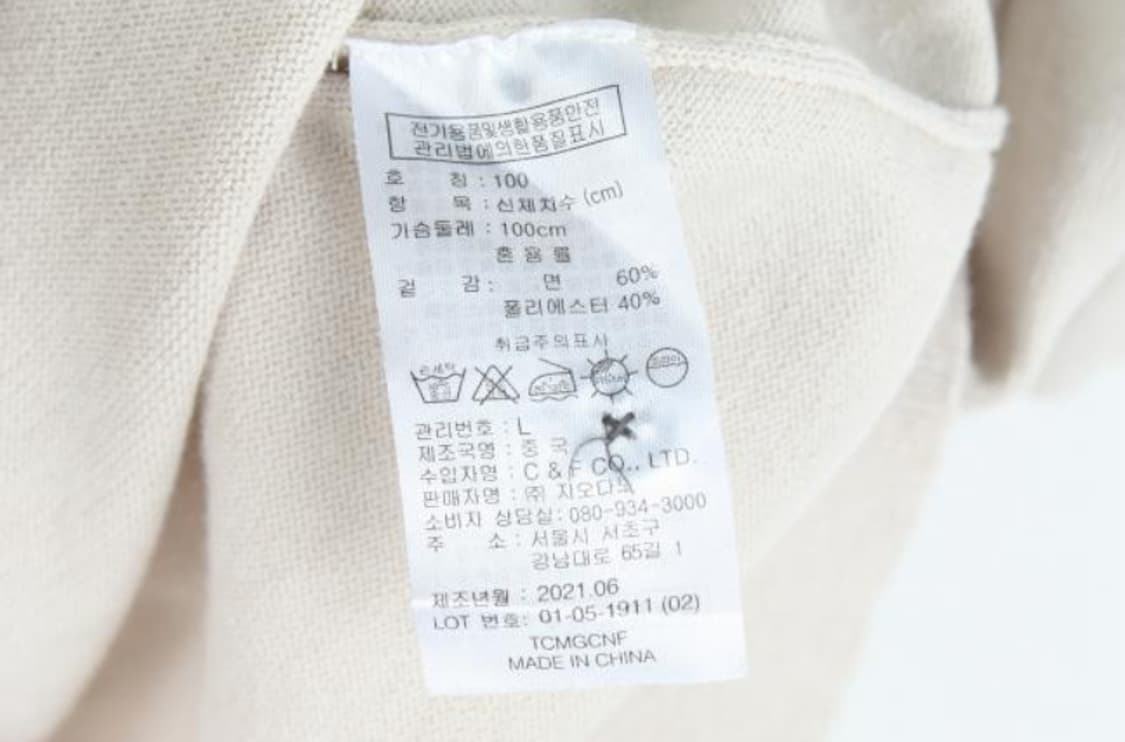 전기용품및생활용품안전
관리법에의한품질표시
호 칭 : 100
항 목 : 신체치수 (cm)
가슴둘레 : 100cm
혼 용 률
겉 감 : 면 60%
폴리에스터 40%
취급주의표시
손세탁
관리번호 : L
제조국명 : 중 국
수입자명 : C & F CO., LTD.
판매자명 : ㈜ 지오다노
소비자 상담실: 080-934-3000
주 소 : 서울시 서초구
강남대로 65길 1
제조년월 : 2021.06
LOT 번호: 01-05-1911 (02)
TCMGCNF
MADE IN CHINA